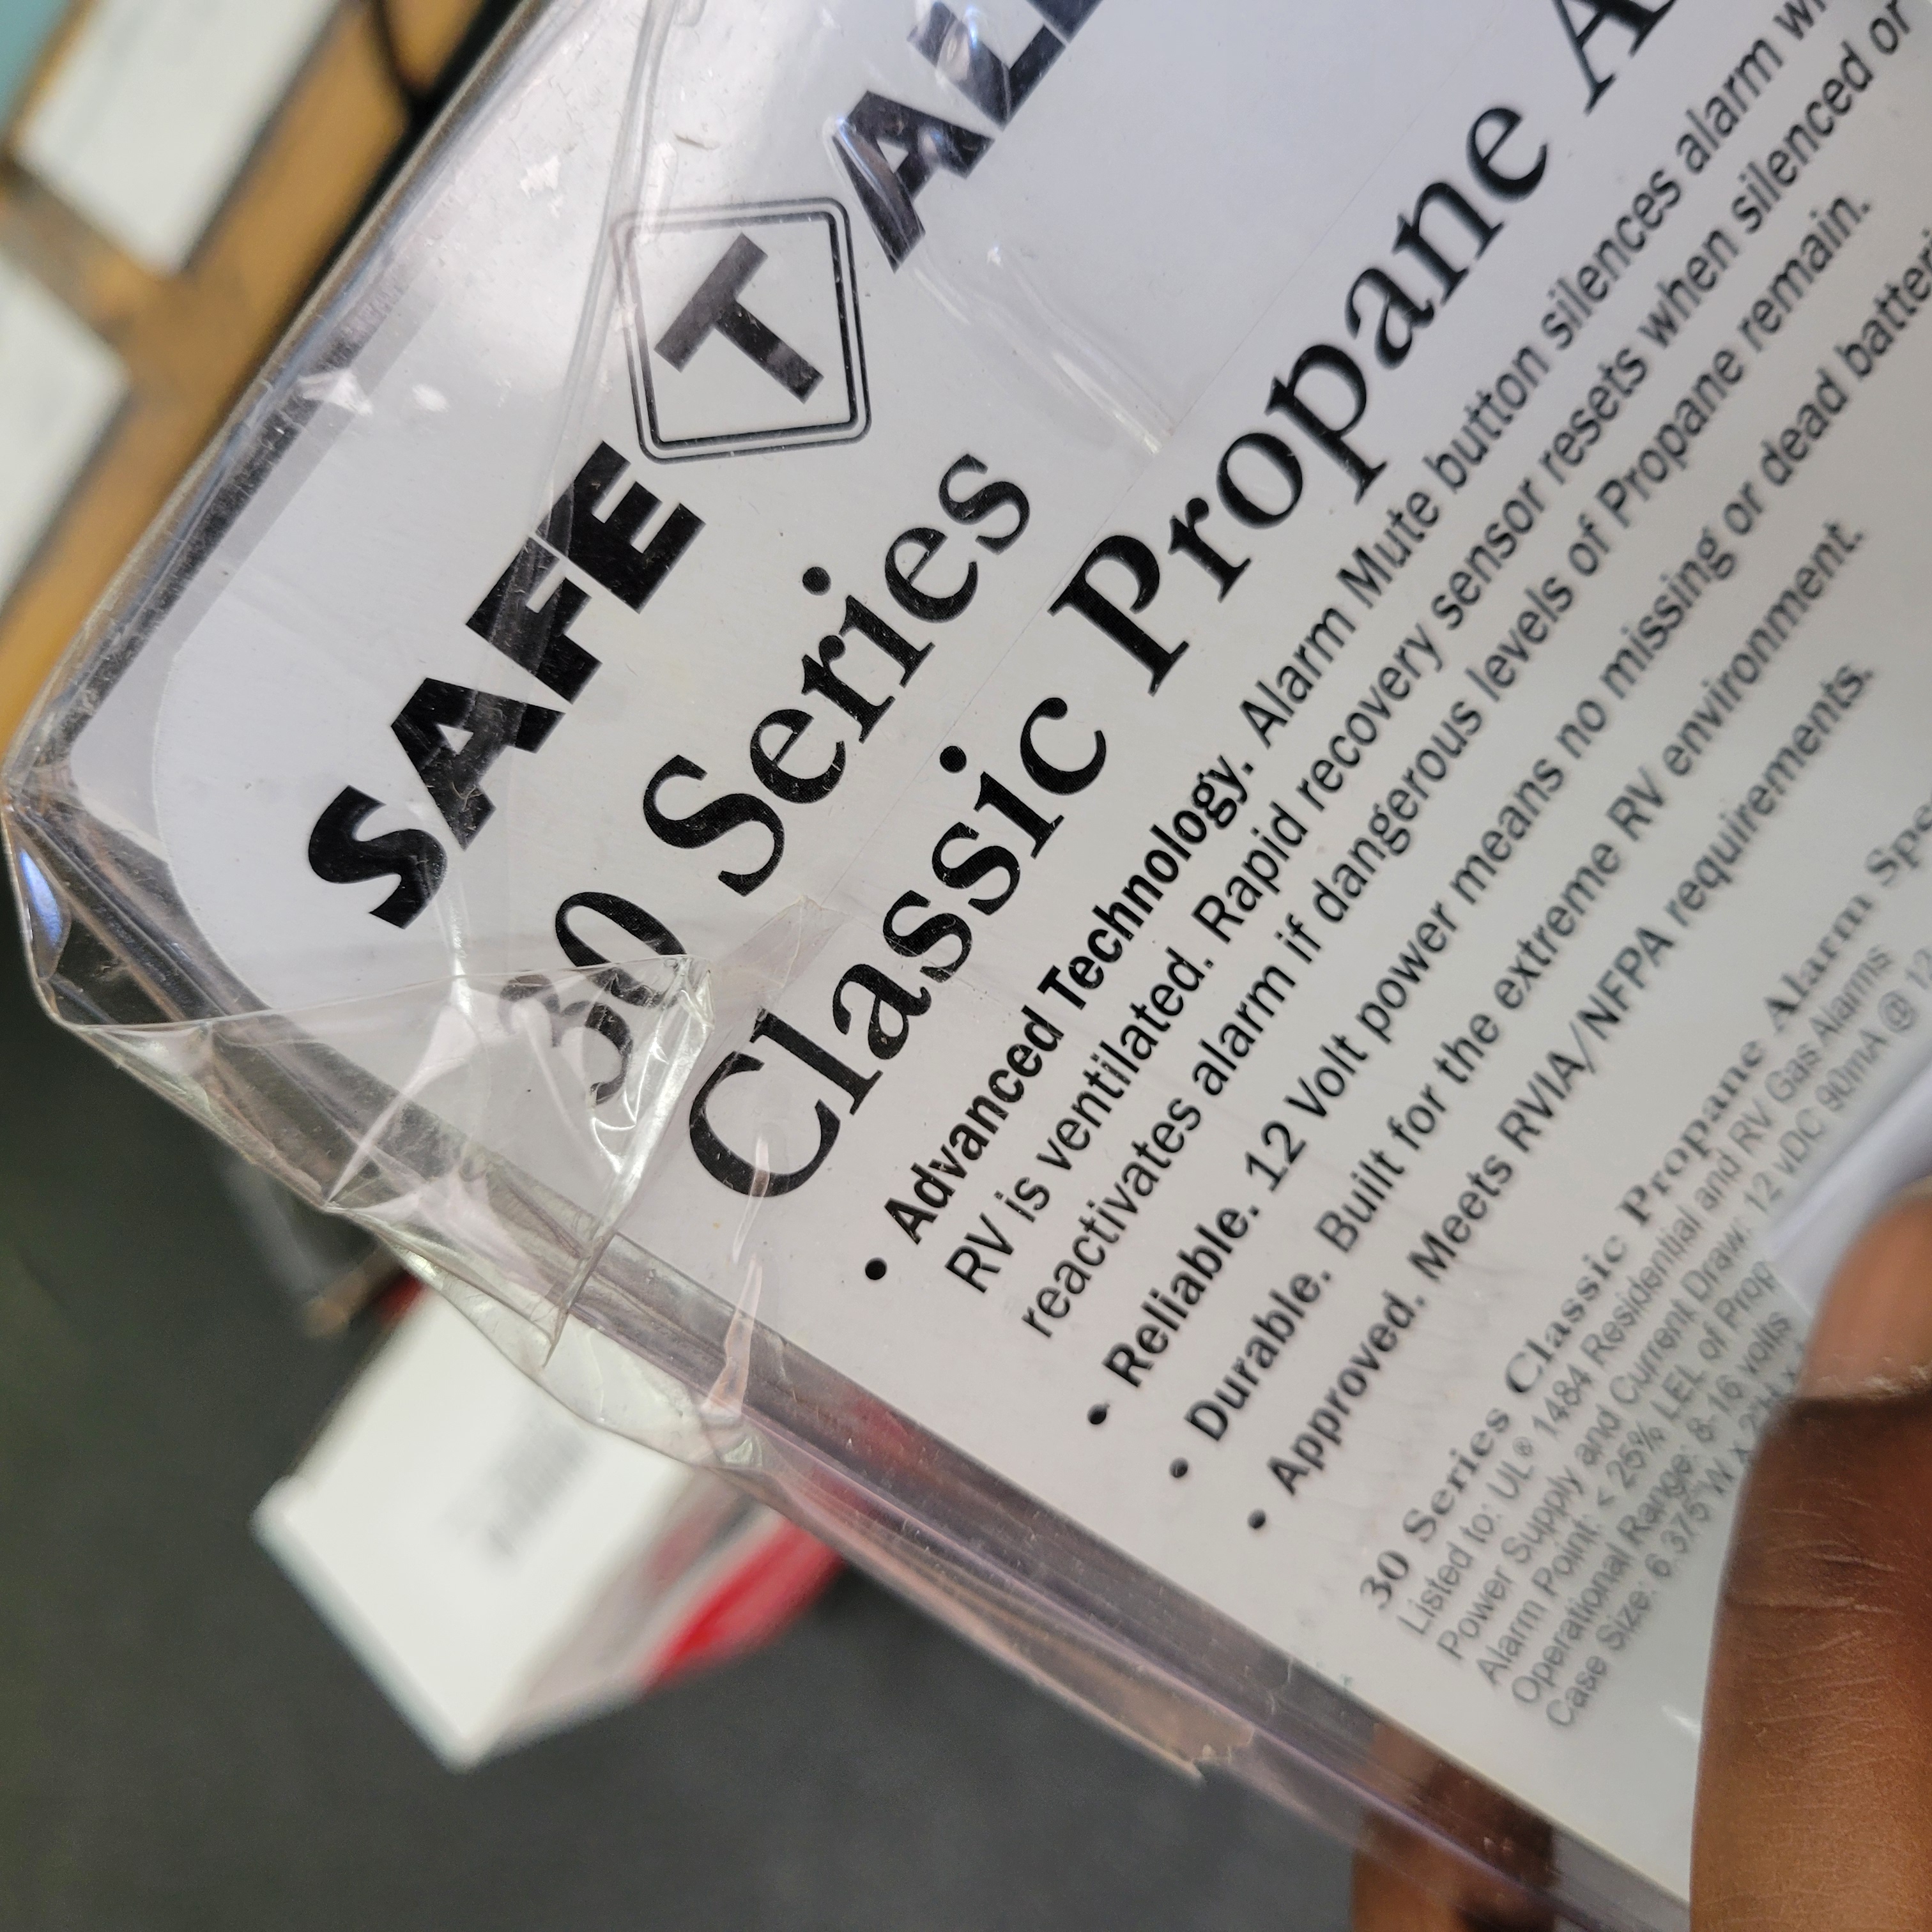 SAFE T ALE
30 Series
Classic Propane A
• Advanced Technology. Alarm Mute button silences alarm wh
RV is ventilated. Rapid recovery sensor resets when silenced or
reactivates alarm if dangerous levels of Propane remain.
• Reliable. 12 Volt power means no missing or dead batteri
• Durable. Built for the extreme RV environment.
• Approved. Meets RVIA/NFPA requirements.
30 Series Classic Propane Alarm Spe
Listed to: UL® 1484 Residential and RV Gas Alarms
Power Supply and Current Draw: 12 vDC 90mA @ 12
Alarm Point: < 25% LEL of Prop
Operational Range: 8-16 volts
Case Size: 6.375"W x